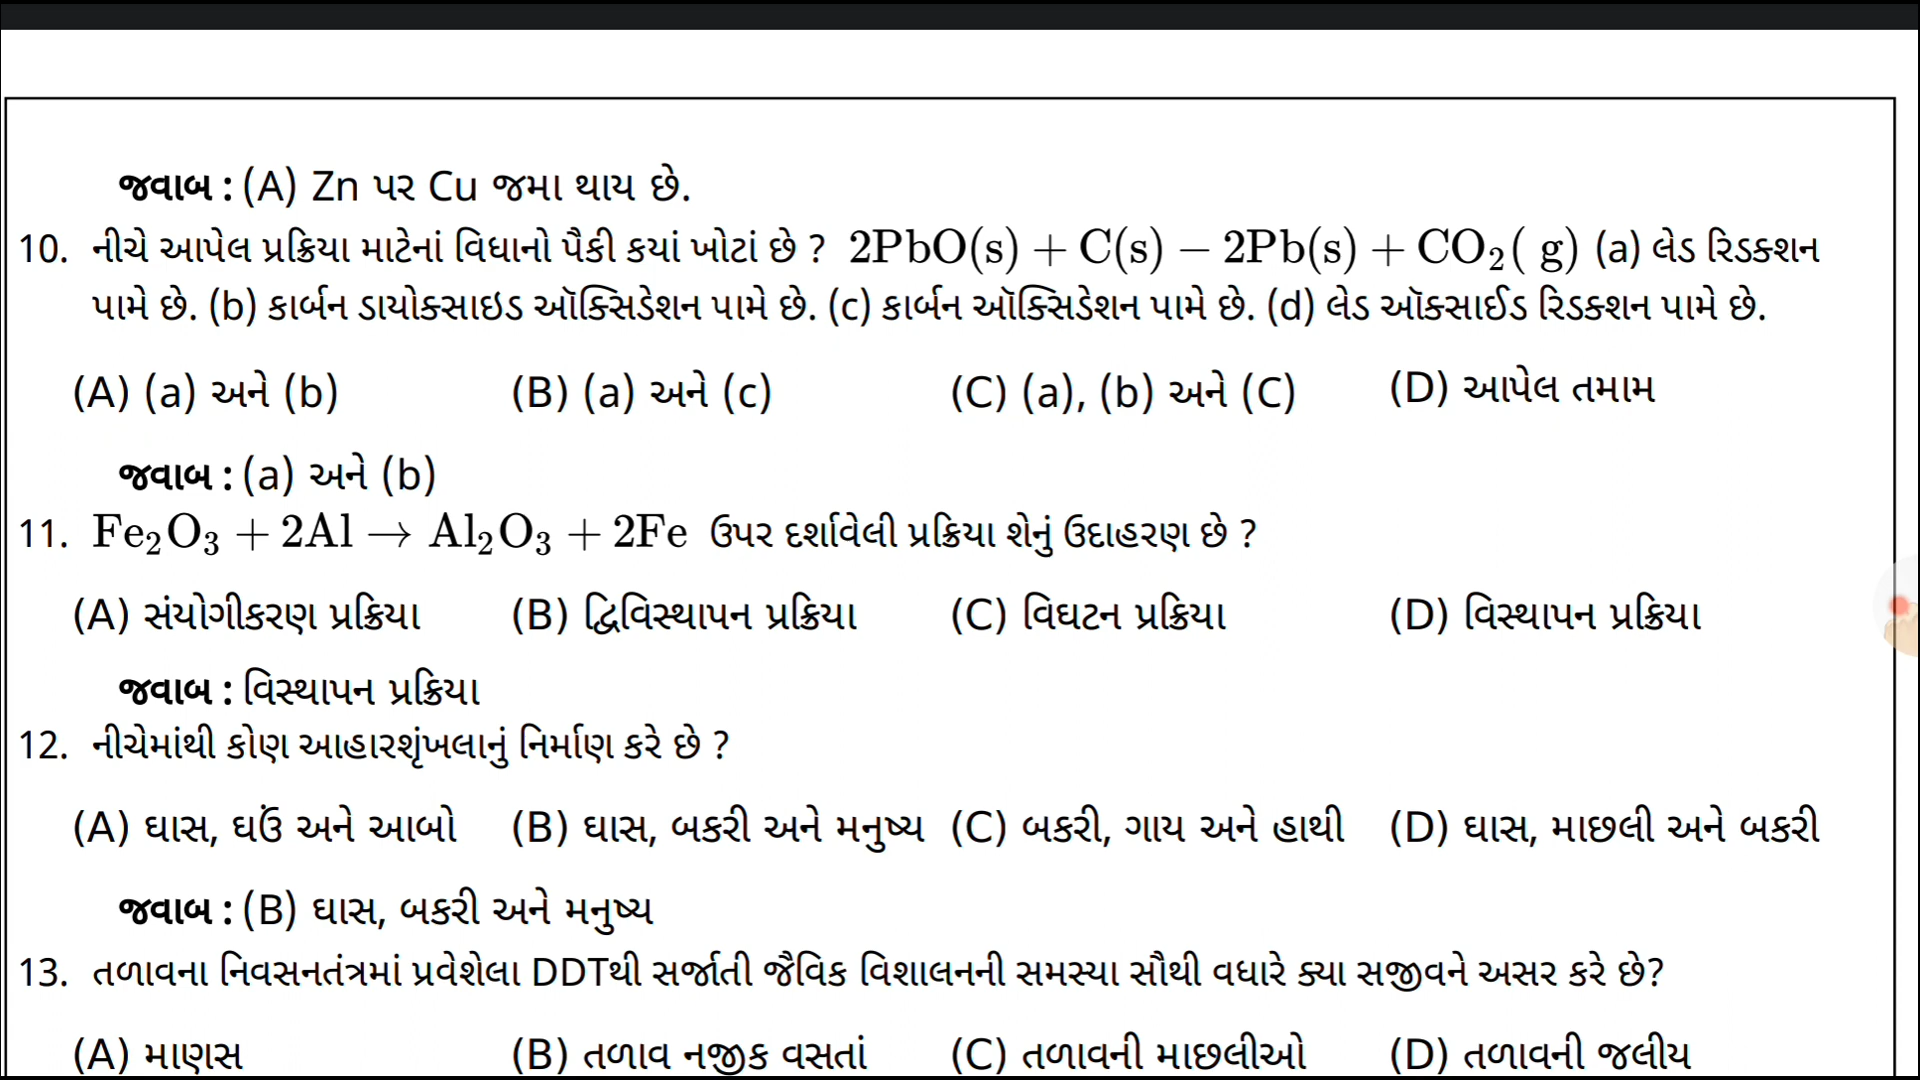 જવાબ : (A) Zn પર Cu જમા થાય છે.
10. નીચે આપેલ પ્રક્રિયા માટેનાં વિધાનો પૈકી કયાં ખોટાં છે ? 2PbO(s) + C(s) − 2Pb(s) + CO₂( g) (a) લેડ રિડક્શન
પામે છે. (b) કાર્બન ડાયોક્સાઇડ ઑક્સિડેશન પામે છે. (c) કાર્બન ઑક્સિડેશન પામે છે. (d) લેડ ઑક્સાઈડ રિડક્શન પામે છે.
(A) (a) અને (b) (B) (a) અને (c) (C) (a), (b) અને (C) (D) આપેલ તમામ
જવાબ : (a) અને (b)
11. Fe₂O₃ + 2Al → Al₂O₃ + 2Fe ઉપર દર્શાવેલી પ્રક્રિયા શેનું ઉદાહરણ છે ?
(A) સંયોગીકરણ પ્રક્રિયા (B) દ્વિવિસ્થાપન પ્રક્રિયા (C) વિઘટન પ્રક્રિયા (D) વિસ્થાપન પ્રક્રિયા
જવાબ : વિસ્થાપન પ્રક્રિયા
12. નીચેમાંથી કોણ આહારશૃંખલાનું નિર્માણ કરે છે ?
(A) ઘાસ, ઘઉં અને આબો (B) ઘાસ, બકરી અને મનુષ્ય (C) બકરી, ગાય અને હાથી (D) ઘાસ, માછલી અને બકરી
જવાબ : (B) ઘાસ, બકરી અને મનુષ્ય
13. તળાવના નિવસનતંત્રમાં પ્રવેશેલા DDTથી સર્જાતી જૈવિક વિશાલનની સમસ્યા સૌથી વધારે ક્યા સજીવને અસર કરે છે?
(A) માણસ (B) તળાવ નજીક વસતાં (C) તળાવની માછલીઓ (D) તળાવની જલીય